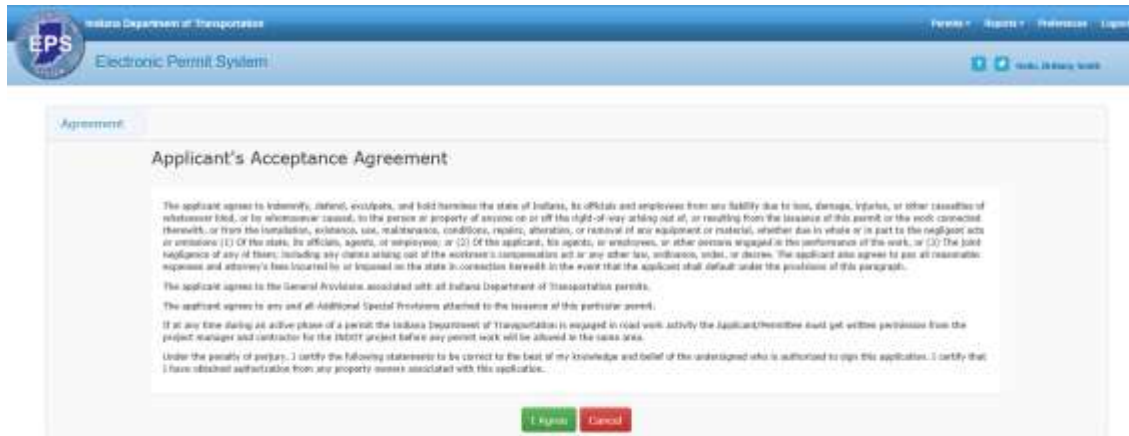 Indiana Department of Transportation
Permits Reports Preferences Logout
EPS
Electronic Permit System
Hello, Brittany Smith
Agreement
Applicant's Acceptance Agreement
The applicant agrees to indemnify, defend, exculpate, and hold harmless the state of Indiana, its officials and employees from any liability due to loss, damage, injuries, or other casualties of
whatsoever kind, or by whomsoever caused, to the person or property of anyone on or off the right-of-way arising out of, or resulting from the issuance of this permit or the work connected
therewith, or from the installation, existence, use, maintenance, conditions, repairs, alteration, or removal of any equipment or material, whether due in whole or in part to the negligent acts
or omissions (1) Of the state, its officials, agents, or employees; or (2) Of the applicant, his agents, or employees, or other persons engaged in the performance of the work, or (3) The joint
negligence of any of them; including any claims arising out of the workmen's compensation act or any other law, ordinance, order, or decree. The applicant also agrees to pay all reasonable
expenses and attorney's fees incurred by or imposed on the state in connection herewith in the event that the applicant shall default under the provisions of this paragraph.
The applicant agrees to the General Provisions associated with all Indiana Department of Transportation permits.
The applicant agrees to any and all Additional Special Provisions attached to the issuance of this particular permit.
If at any time during an active phase of a permit the Indiana Department of Transportation is engaged in road work activity the Applicant/Permittee must get written permission from the
project manager and contractor for the INDOT project before any permit work will be allowed in the same area.
Under the penalty of perjury, I certify the following statements to be correct to the best of my knowledge and belief of the undersigned who is authorized to sign this application. I certify that
I have obtained authorization from any property owners associated with this application.
I Agree Cancel